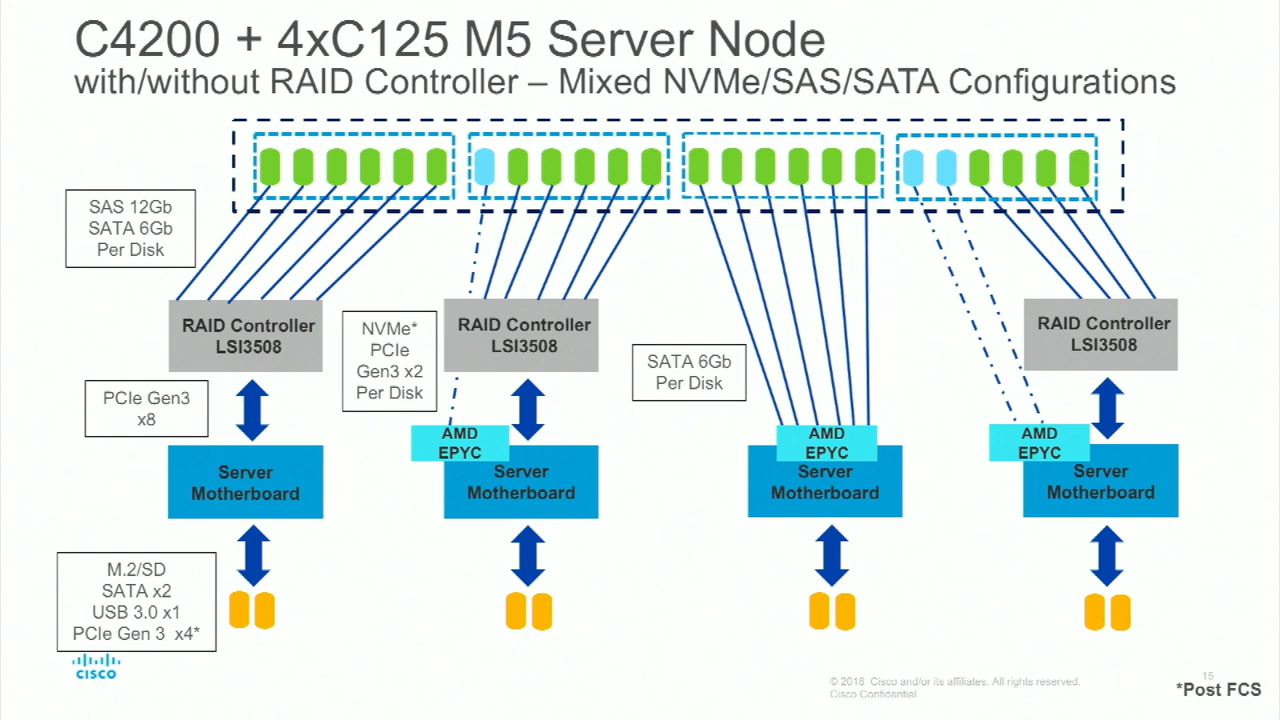 C4200 + 4xC125 M5 Server Node
with/without RAID Controller – Mixed NVMe/SAS/SATA Configurations
SAS 12Gb
SATA 6Gb
Per Disk
RAID Controller
LSI3508
NVMe*
PCIe
Gen3 x2
Per Disk
RAID Controller
LSI3508
SATA 6Gb
Per Disk
RAID Controller
LSI3508
PCIe Gen3
x8
AMD
EPYC
AMD
EPYC
AMD
EPYC
Server
Motherboard
Server
Motherboard
Server
Motherboard
Server
Motherboard
M.2/SD
SATA x2
USB 3.0 x1
PCIe Gen 3 x4*
CISCO
© 2018 Cisco and/or its affiliates. All rights reserved.
Cisco Confidential
15
*Post FCS